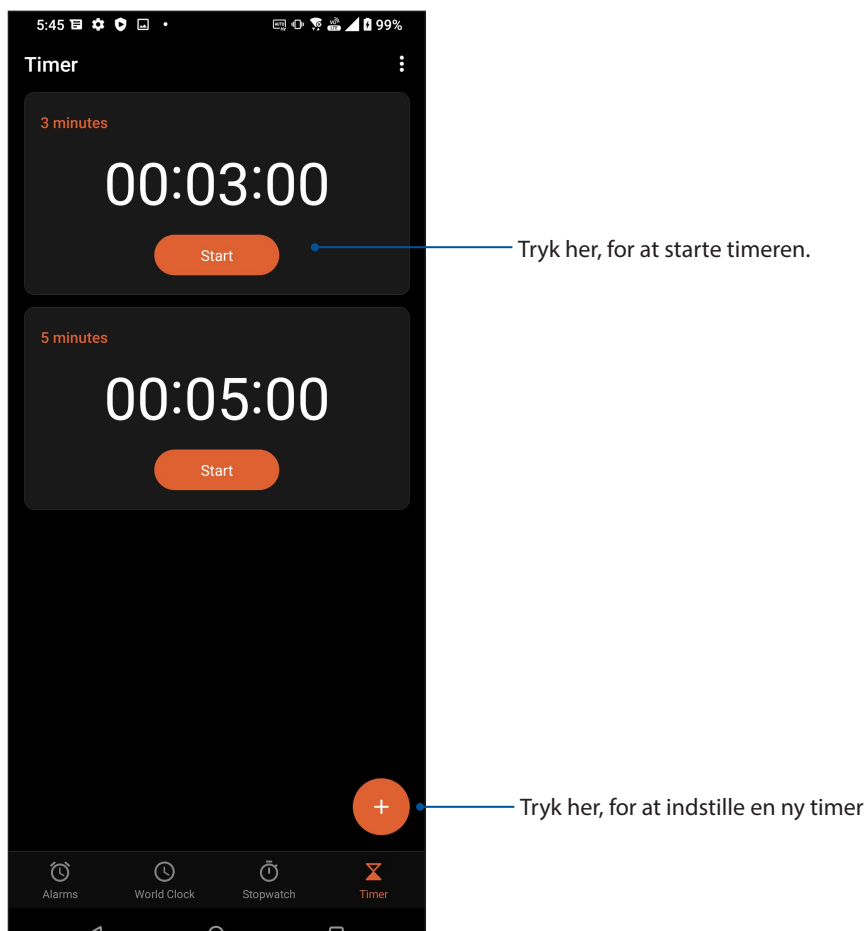 5:45 99%
Timer
3 minutes
00:03:00
Start
Tryk her, for at starte timeren.
5 minutes
00:05:00
Start
+
Tryk her, for at indstille en ny timer
Alarms World Clock Stopwatch Timer